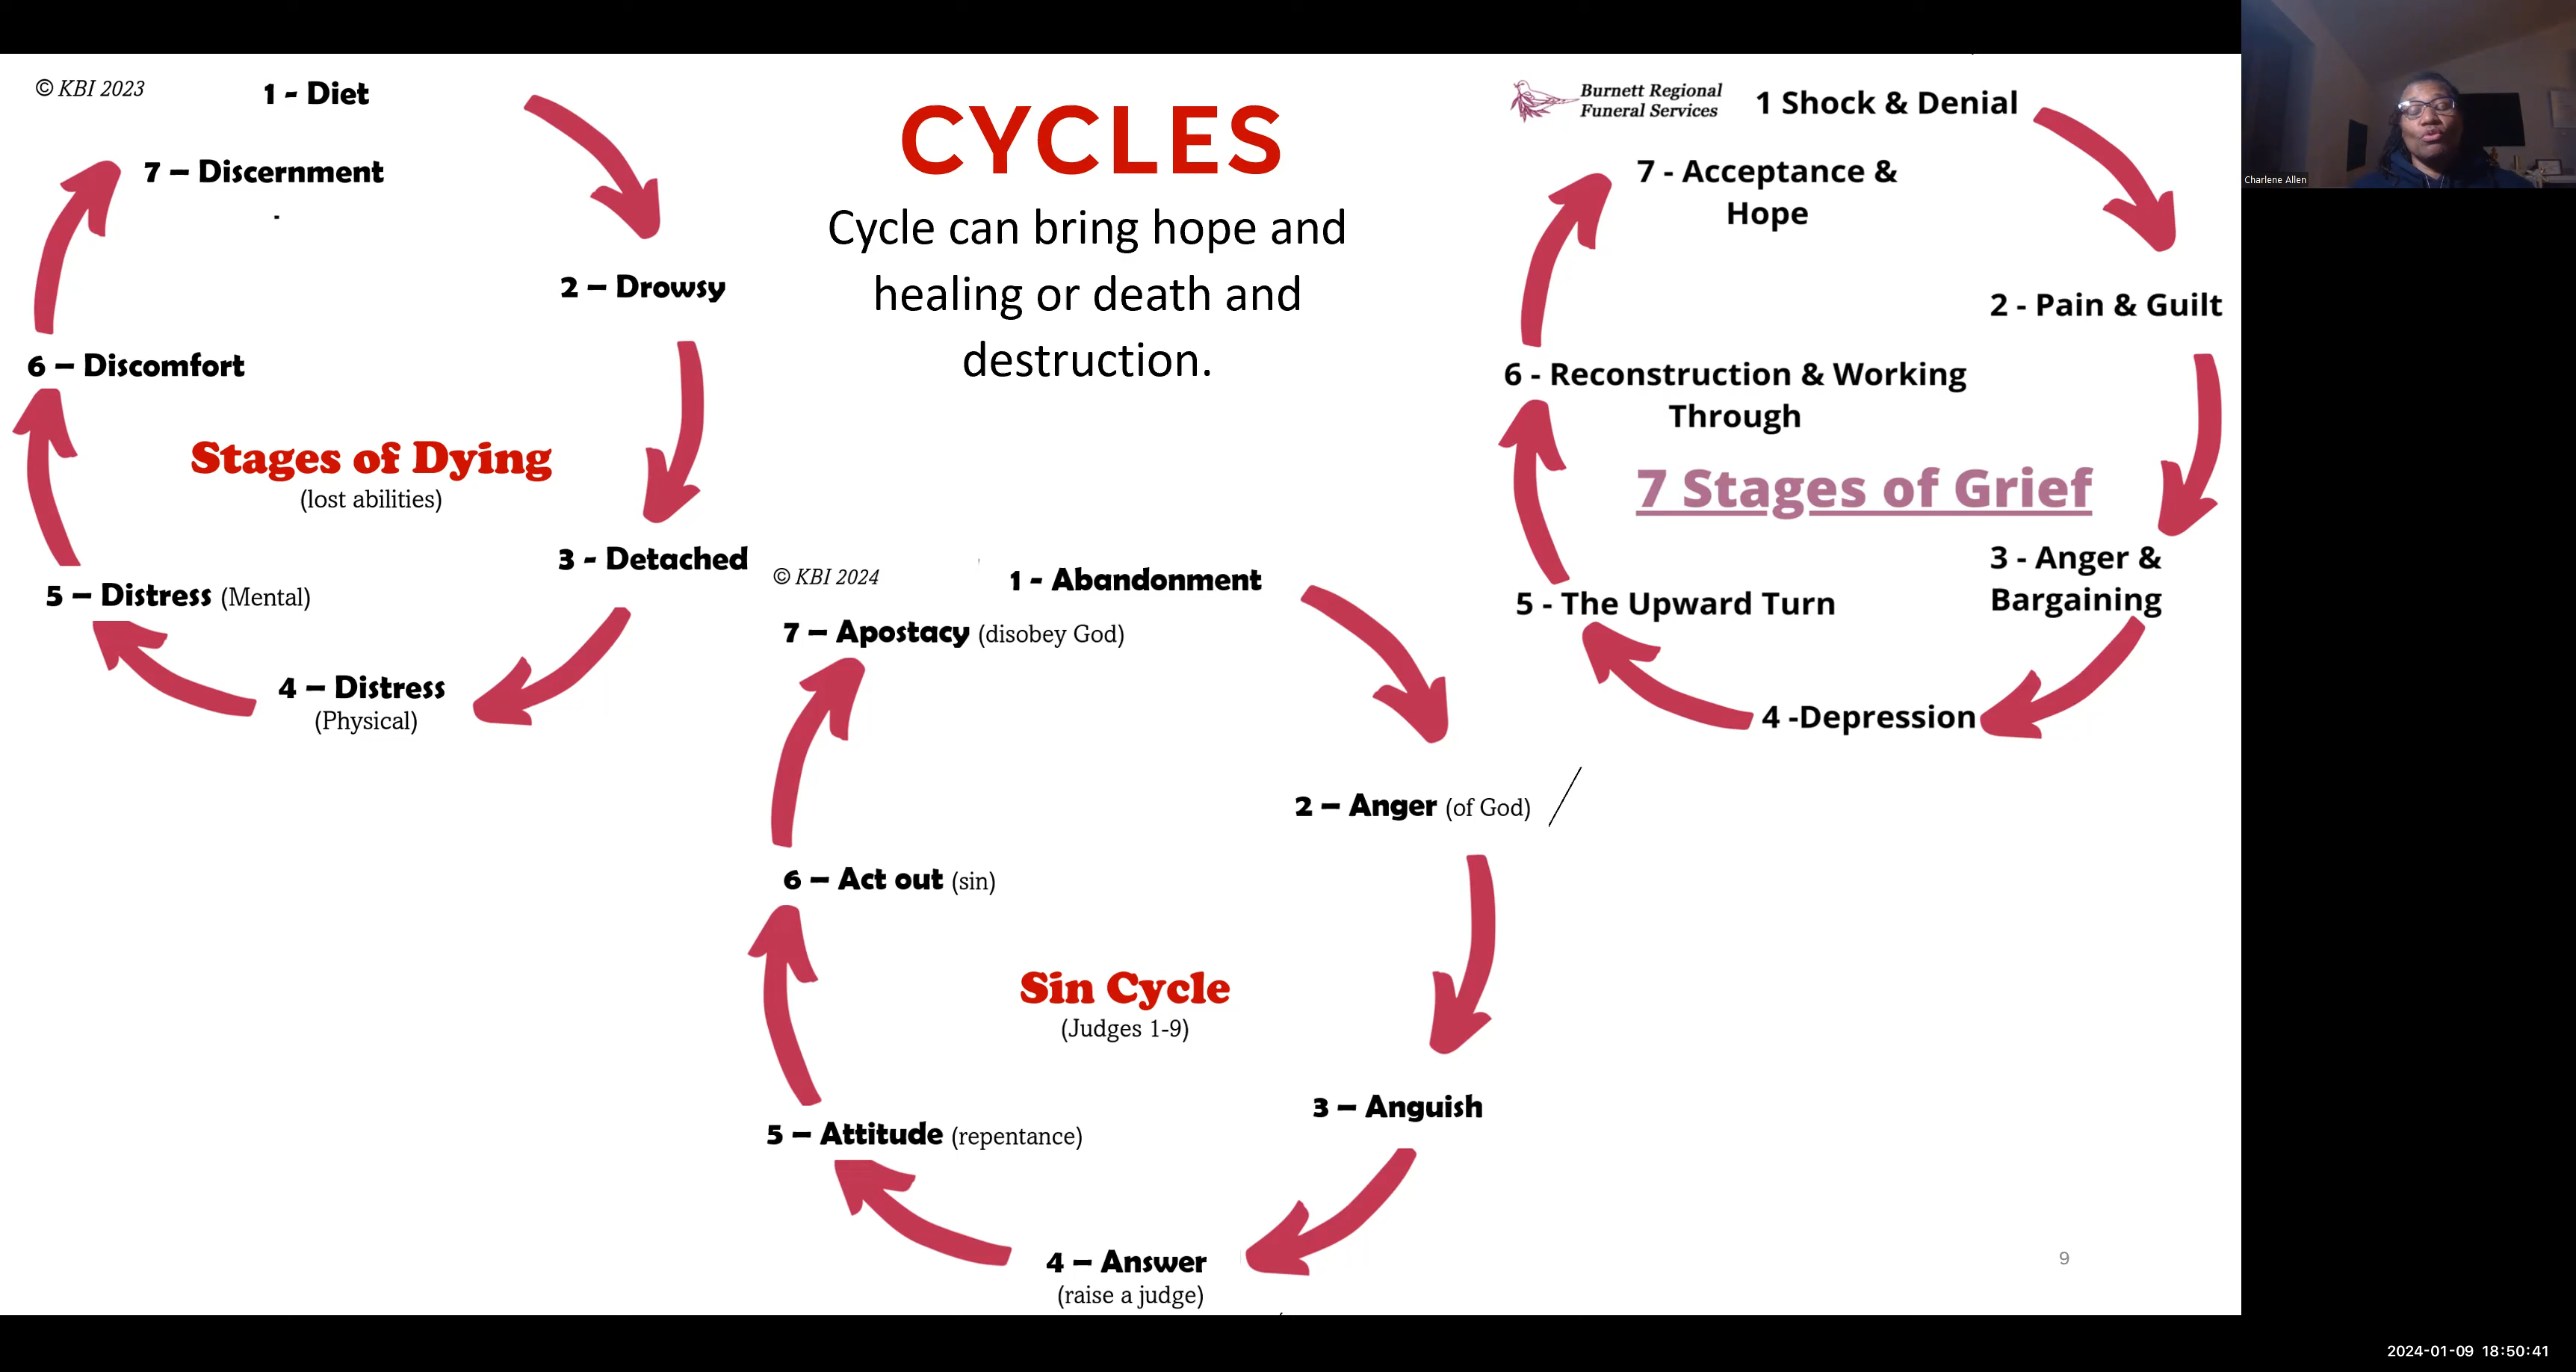 © KBI 2023
1 - Diet
7 – Discernment
2 – Drowsy
6 – Discomfort
Stages of Dying
(lost abilities)
3 - Detached
5 – Distress (Mental)
4 – Distress
(Physical)
CYCLES
Cycle can bring hope and
healing or death and
destruction.
© KBI 2024
1 - Abandonment
7 – Apostacy (disobey God)
2 – Anger (of God)
6 – Act out (sin)
Sin Cycle
(Judges 1-9)
3 – Anguish
5 – Attitude (repentance)
4 – Answer
(raise a judge)
Burnett Regional
Funeral Services
1 Shock & Denial
7 - Acceptance &
Hope
2 - Pain & Guilt
6 - Reconstruction & Working
Through
7 Stages of Grief
3 - Anger &
Bargaining
5 - The Upward Turn
4 -Depression
9
Charlene Allen
2024-01-09 18:50:41